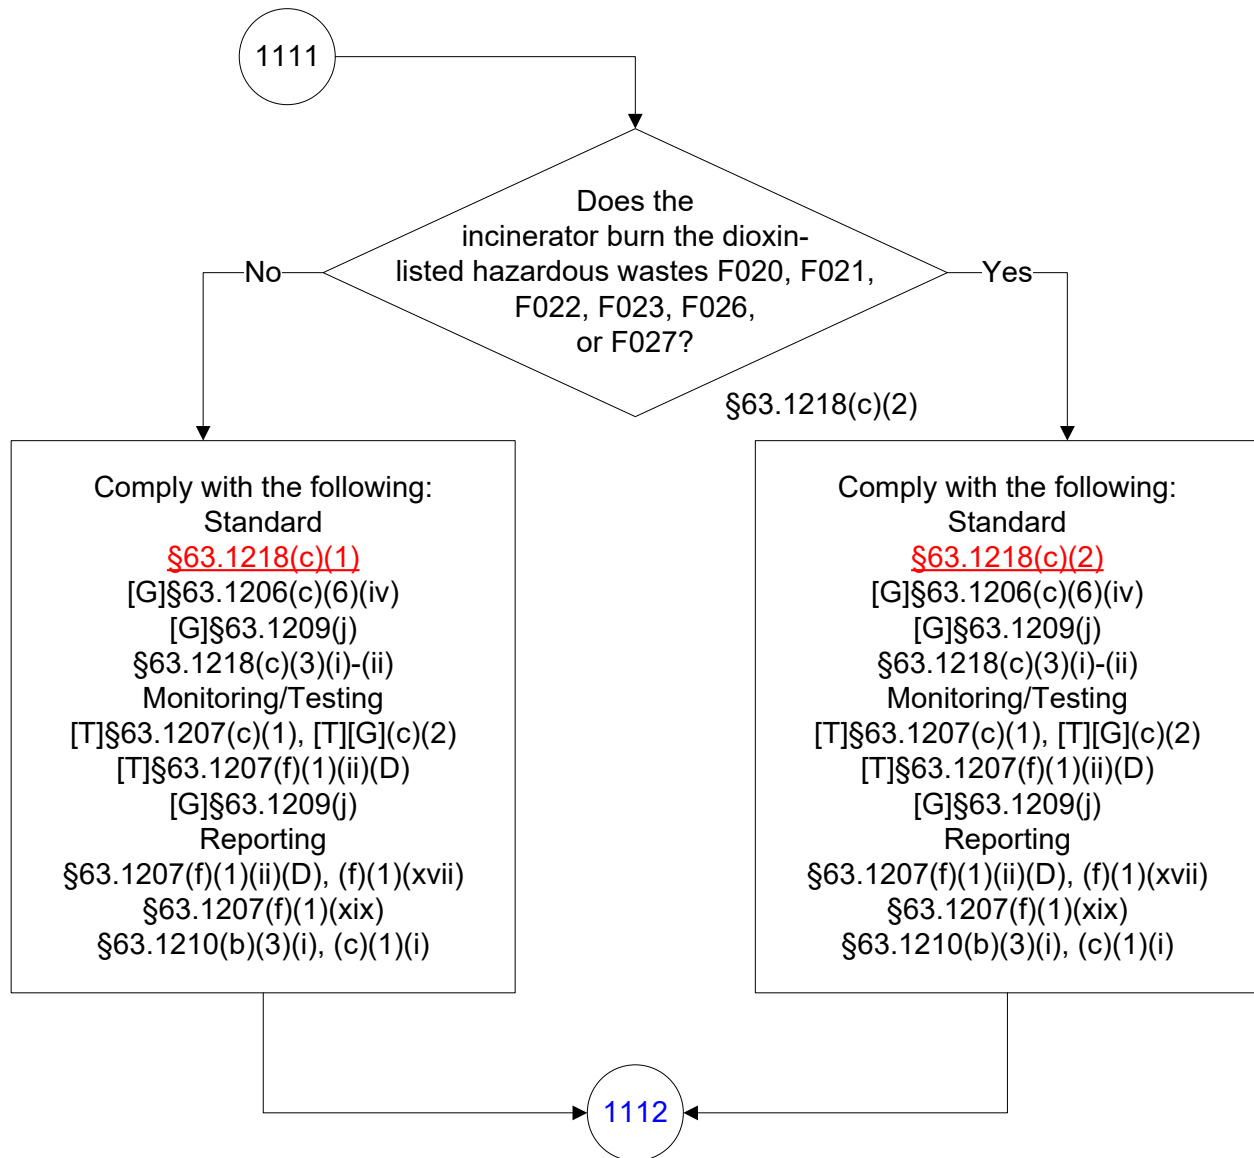 1111
Does the
incinerator burn the dioxin-
listed hazardous wastes F020, F021,
F022, F023, F026,
or F027?
No
Yes
§63.1218(c)(2)
Comply with the following:
Standard
§63.1218(c)(1)
[G]§63.1206(c)(6)(iv)
[G]§63.1209(j)
§63.1218(c)(3)(i)-(ii)
Monitoring/Testing
[T]§63.1207(c)(1), [T][G](c)(2)
[T]§63.1207(f)(1)(ii)(D)
[G]§63.1209(j)
Reporting
§63.1207(f)(1)(ii)(D), (f)(1)(xvii)
§63.1207(f)(1)(xix)
§63.1210(b)(3)(i), (c)(1)(i)
Comply with the following:
Standard
§63.1218(c)(2)
[G]§63.1206(c)(6)(iv)
[G]§63.1209(j)
§63.1218(c)(3)(i)-(ii)
Monitoring/Testing
[T]§63.1207(c)(1), [T][G](c)(2)
[T]§63.1207(f)(1)(ii)(D)
[G]§63.1209(j)
Reporting
§63.1207(f)(1)(ii)(D), (f)(1)(xvii)
§63.1207(f)(1)(xix)
§63.1210(b)(3)(i), (c)(1)(i)
1112